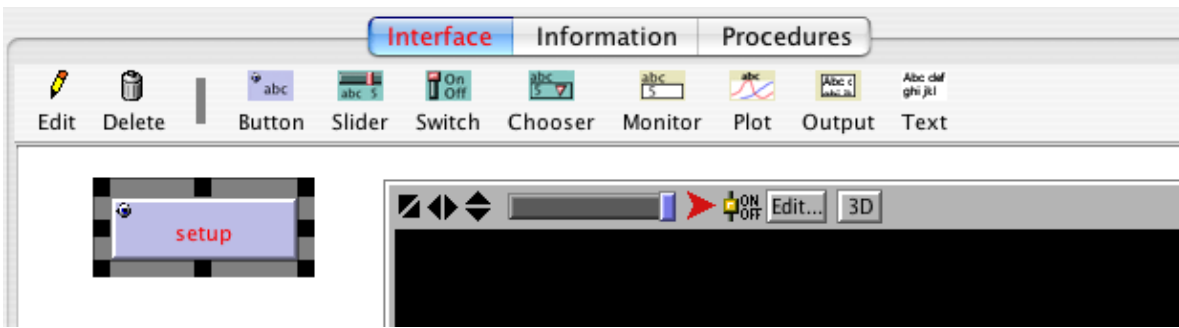 Interface Information Procedures
abc abc 5 On Off abc 5 abc 5 abc Abc def ghi jkl
Edit Delete Button Slider Switch Chooser Monitor Plot Output Text
setup
ON OFF Edit... 3D